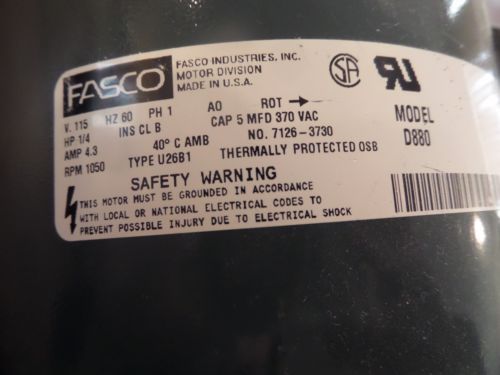 FASCO
FASCO INDUSTRIES, INC.
MOTOR DIVISION
MADE IN U.S.A.
V. 115 HZ 60 PH 1 AO ROT →
HP 1/4 INS CL B CAP 5 MFD 370 VAC
AMP 4.3 40° C AMB NO. 7126-3730
RPM 1050 TYPE U26B1 THERMALLY PROTECTED OSB
MODEL
D880
SAFETY WARNING
THIS MOTOR MUST BE GROUNDED IN ACCORDANCE
WITH LOCAL OR NATIONAL ELECTRICAL CODES TO
PREVENT POSSIBLE INJURY DUE TO ELECTRICAL SHOCK